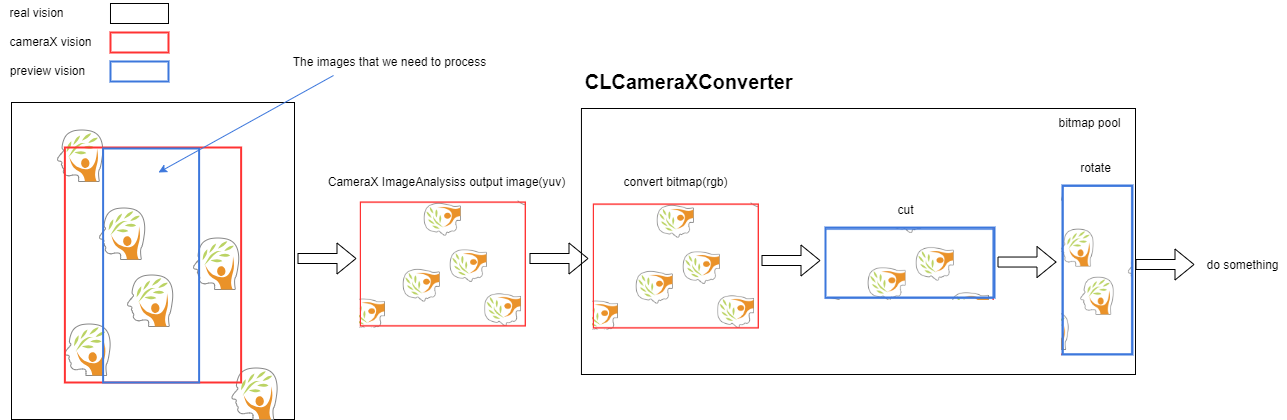 real vision
cameraX vision
preview vision
The images that we need to process
CLCameraXConverter
bitmap pool
CameraX ImageAnalysiss output image(yuv)
convert bitmap(rgb)
cut
rotate
do something